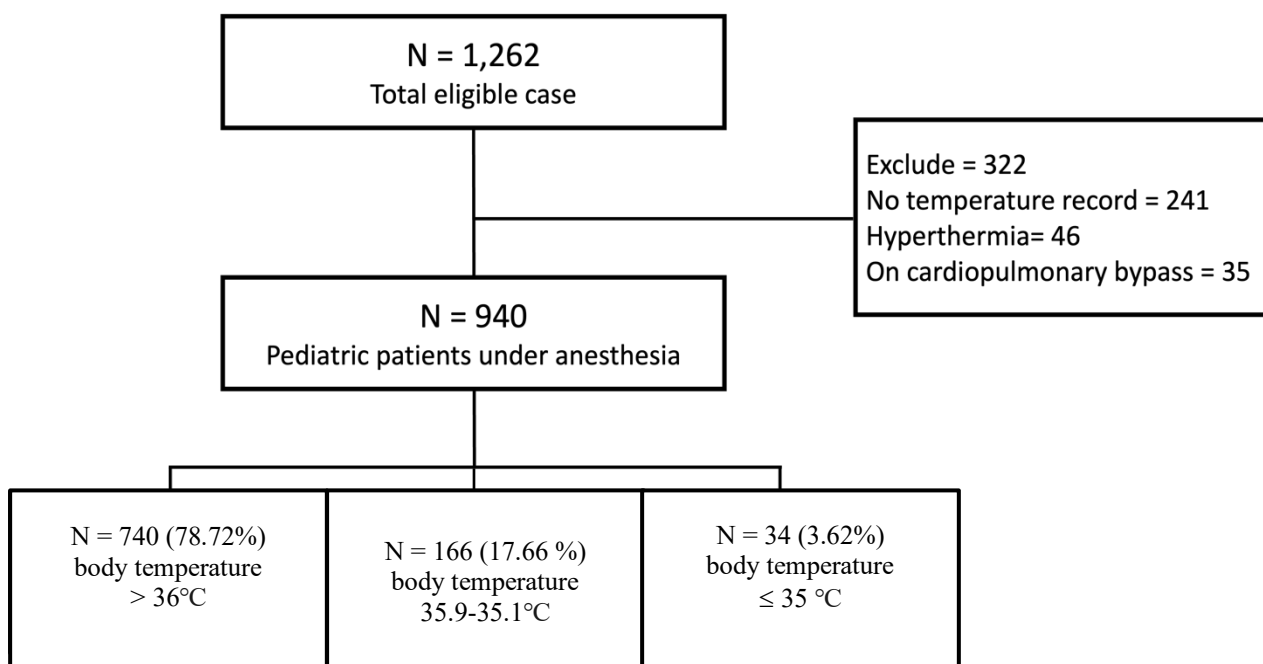 N = 1,262
Total eligible case
Exclude = 322
No temperature record = 241
Hyperthermia= 46
On cardiopulmonary bypass = 35
N = 940
Pediatric patients under anesthesia
N = 740 (78.72%)
body temperature
> 36℃
N = 166 (17.66 %)
body temperature
35.9-35.1℃
N = 34 (3.62%)
body temperature
≤ 35 ℃